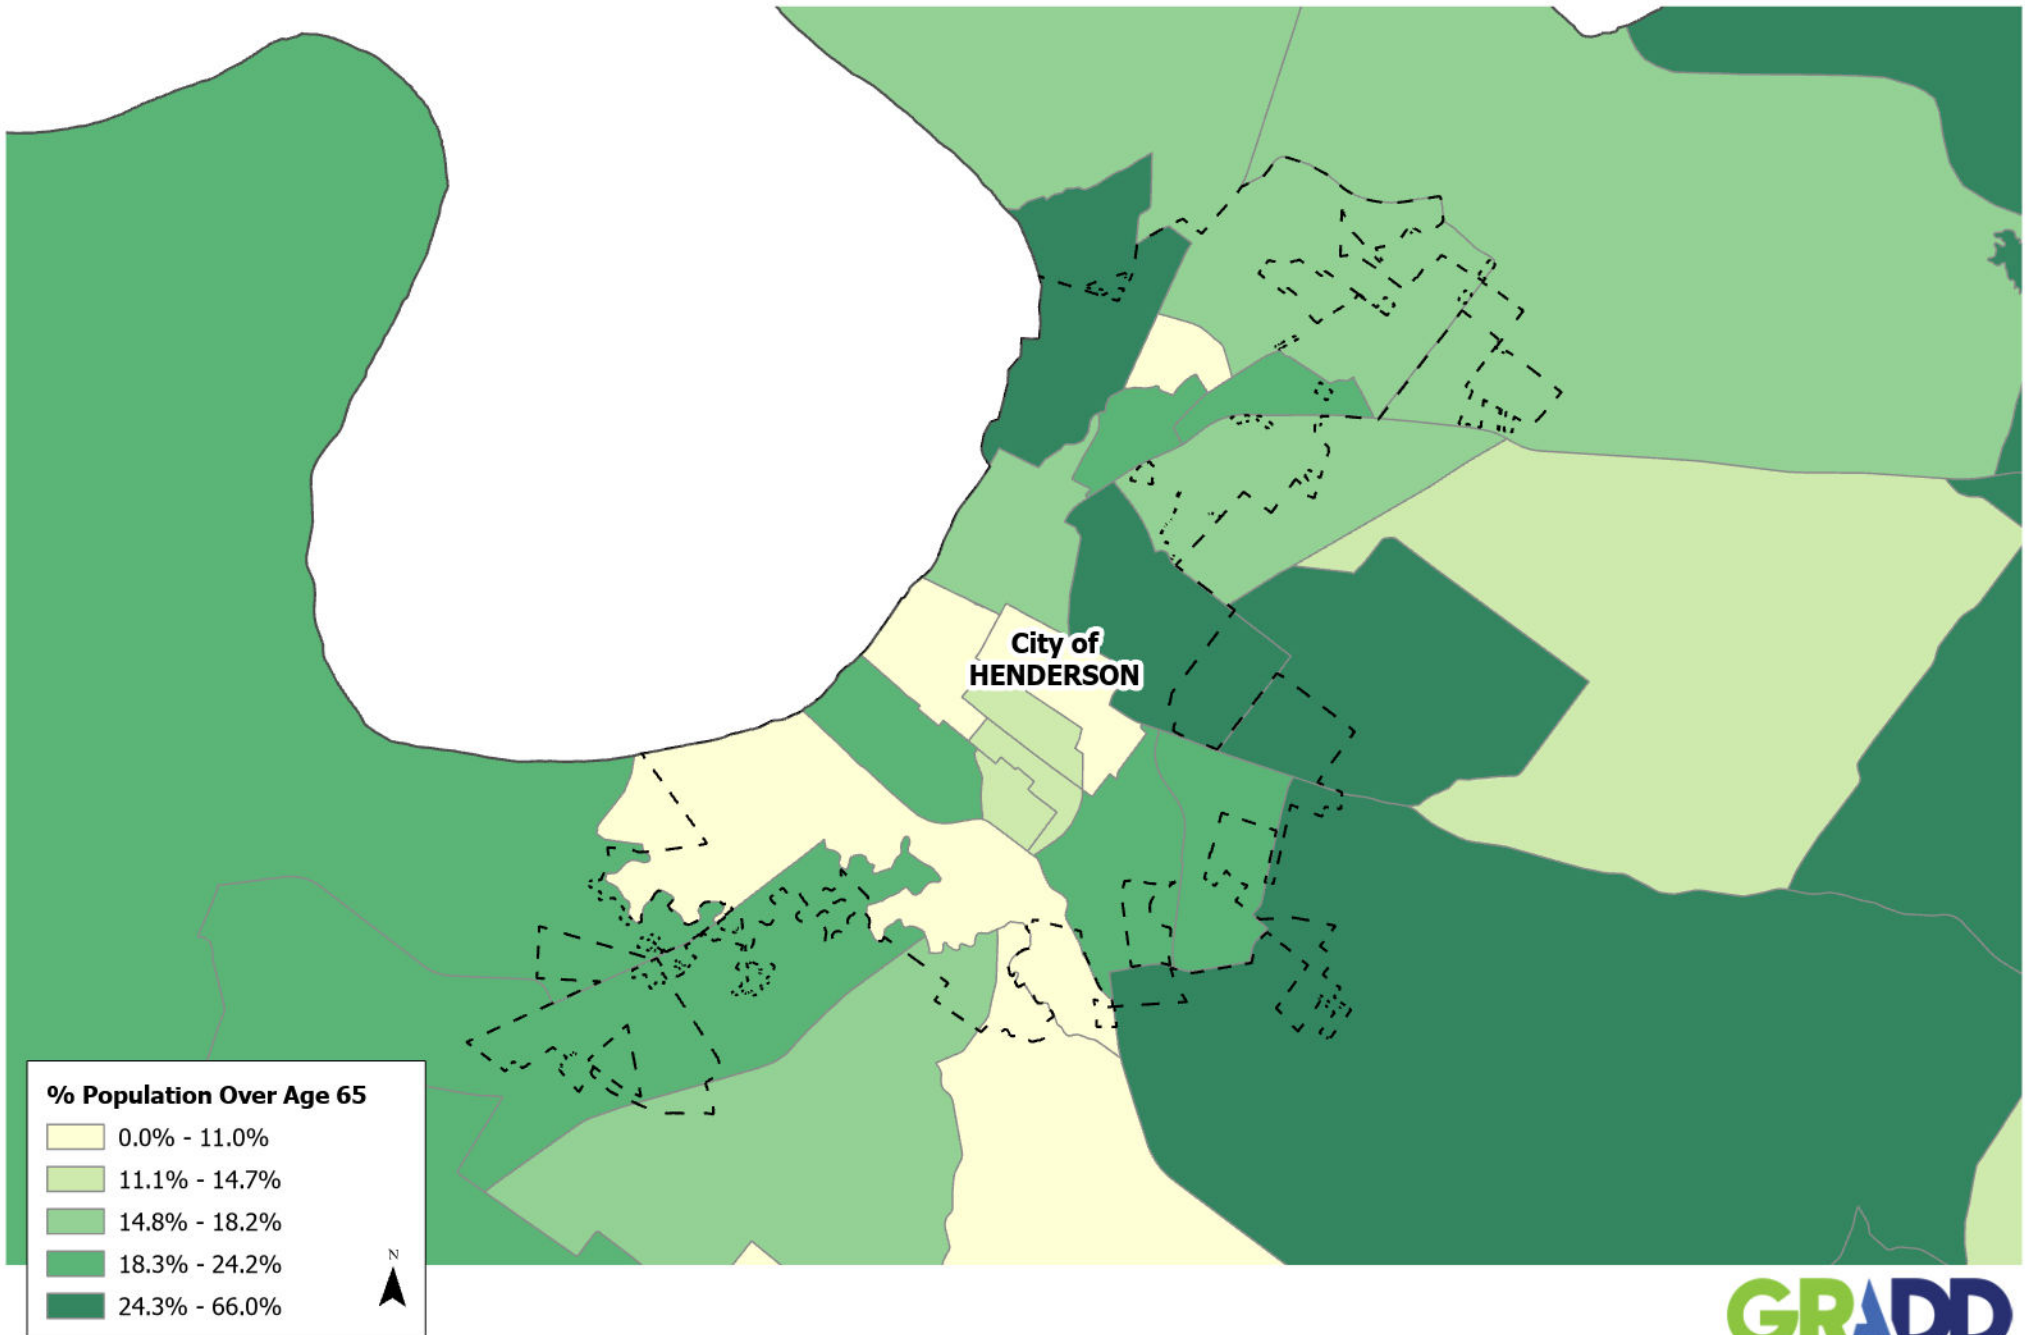 City of
HENDERSON
% Population Over Age 65
0.0% - 11.0%
11.1% - 14.7%
14.8% - 18.2%
18.3% - 24.2%
24.3% - 66.0%
N
GRADD